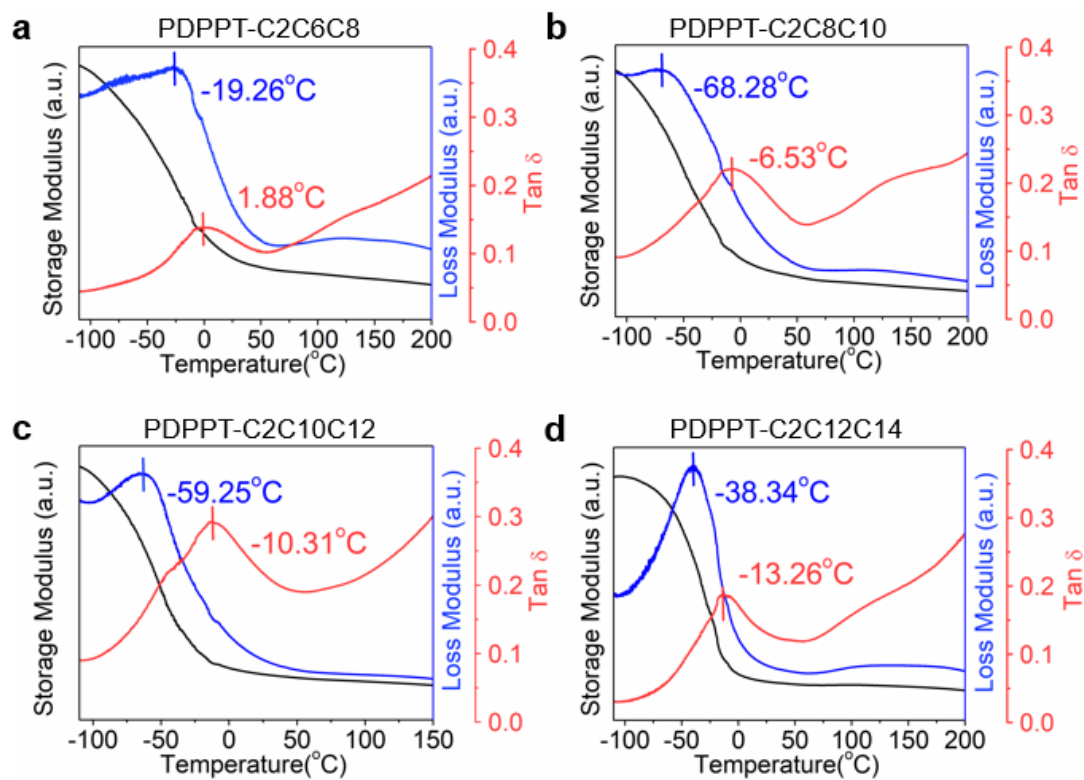 a
PDPPT-C2C6C8
Storage Modulus (a.u.)
-19.26°C
1.88°C
Loss Modulus (a.u.)
Tan δ
0.4
0.3
0.2
0.1
0.0
-100 -50 0 50 100 150 200
Temperature(°C)
b
PDPPT-C2C8C10
Storage Modulus (a.u.)
-68.28°C
-6.53°C
Loss Modulus (a.u.)
Tan δ
0.4
0.3
0.2
0.1
0.0
-100 -50 0 50 100 150 200
Temperature(°C)
c
PDPPT-C2C10C12
Storage Modulus (a.u.)
-59.25°C
-10.31°C
Loss Modulus (a.u.)
Tan δ
0.4
0.3
0.2
0.1
0.0
-100 -50 0 50 100 150
Temperature(°C)
d
PDPPT-C2C12C14
Storage Modulus (a.u.)
-38.34°C
-13.26°C
Loss Modulus (a.u.)
Tan δ
0.4
0.3
0.2
0.1
0.0
-100 -50 0 50 100 150 200
Temperature(°C)